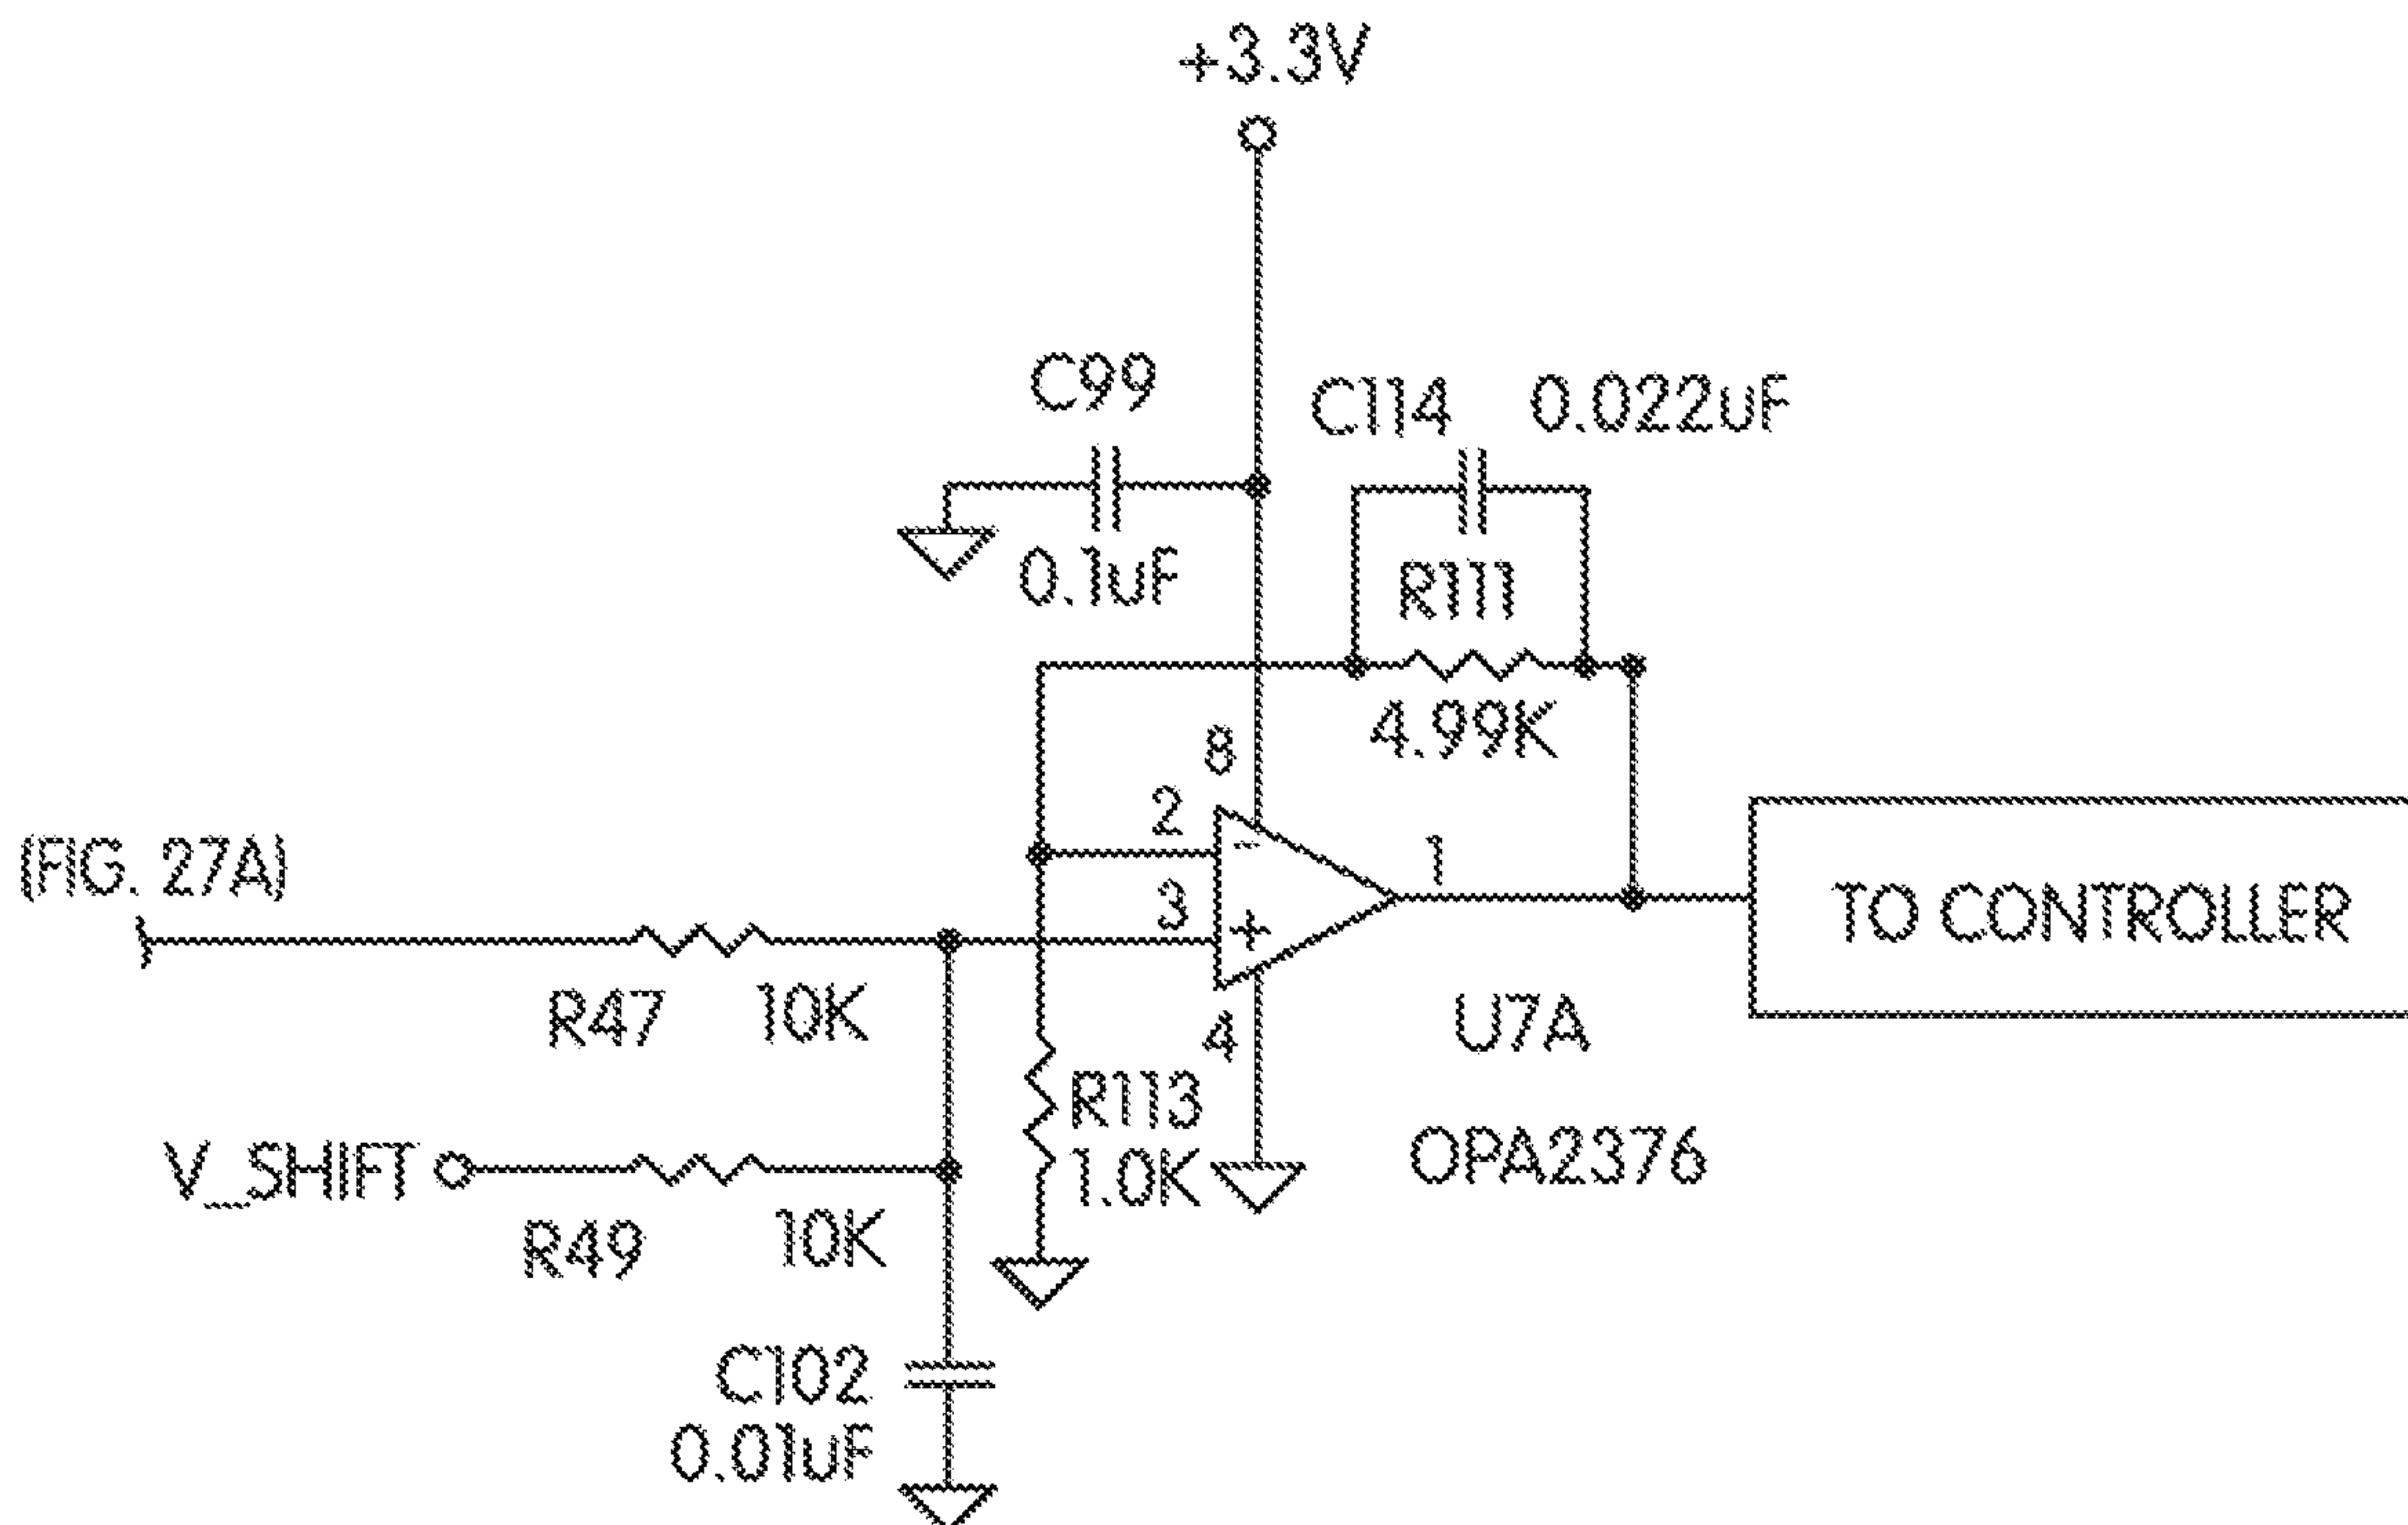 +3.3V
C99
0.1uF
C114 0.022uF
R111
4.99K
8
2
3
1
4
(FIG. 27A)
R47 10K
TO CONTROLLER
U7A
OPA2376
R113
1.0K
V_SHIFT
R49 10K
C102
0.01uF
-
+